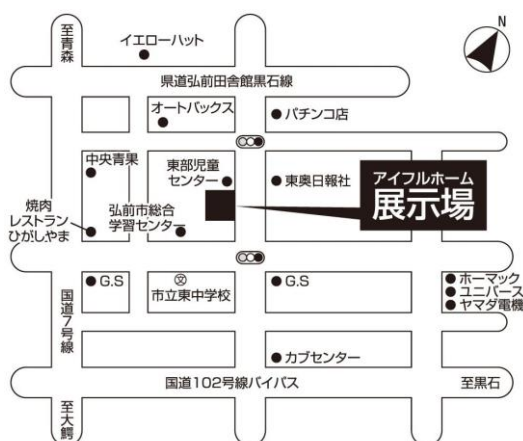 N
至青森
イエローハット
県道弘前田舎館黒石線
オートバックス
パチンコ店
中央青果
東部児童
センター
東奥日報社
アイフルホーム
展示場
焼肉
レストラン
ひがしやま
弘前市総合
学習センター
G.S
文
市立東中学校
G.S
ホーマック
ユニバース
ヤマダ電機
国道7号線
カブセンター
国道102号線バイパス
至黒石
至大鰐